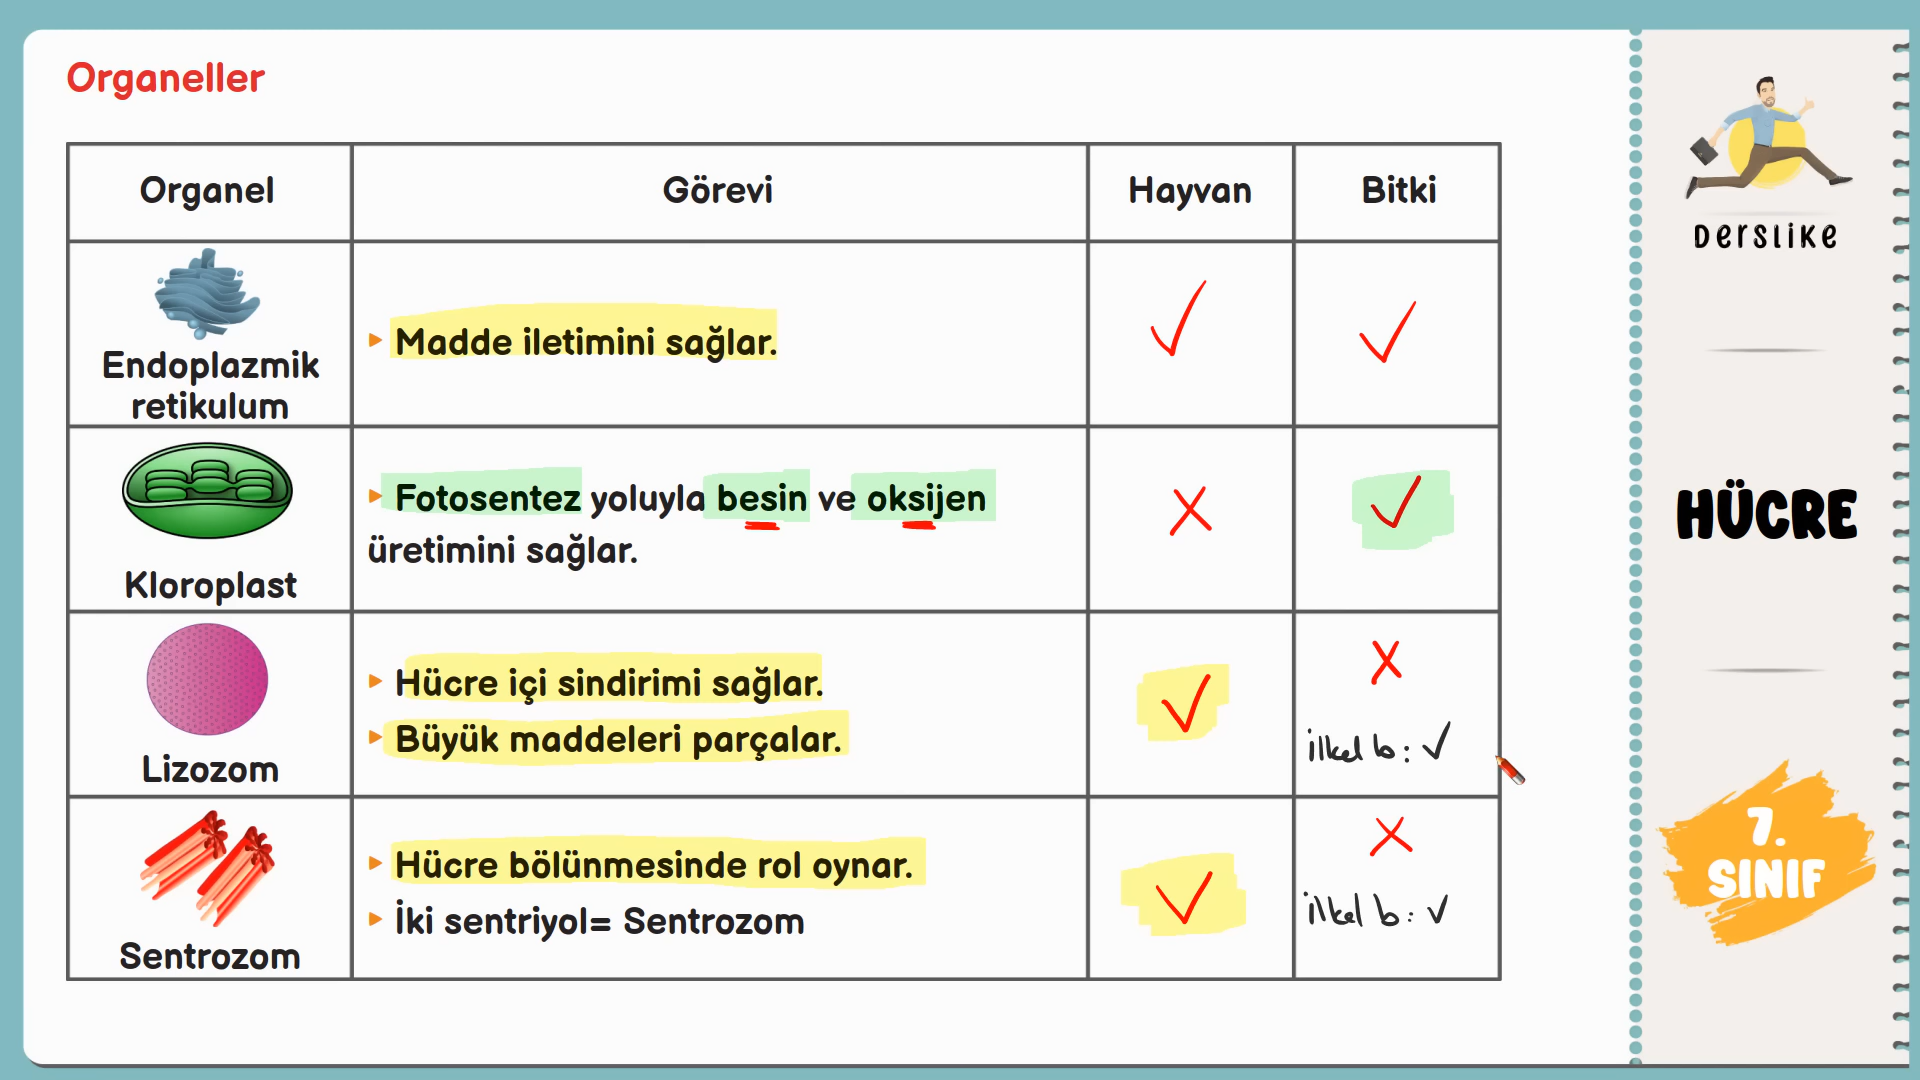 Organeller
Organel
Görevi
Hayvan
Bitki
Endoplazmik
retikulum
Madde iletimini sağlar.
Kloroplast
Fotosentez yoluyla besin ve oksijen
üretimini sağlar.
Lizozom
Hücre içi sindirimi sağlar.
Büyük maddeleri parçalar.
ilkel b: ✓
Sentrozom
Hücre bölünmesinde rol oynar.
İki sentriyol= Sentrozom
ilkel b: ✓
DERSLİKE
HÜCRE
7.
SINIF